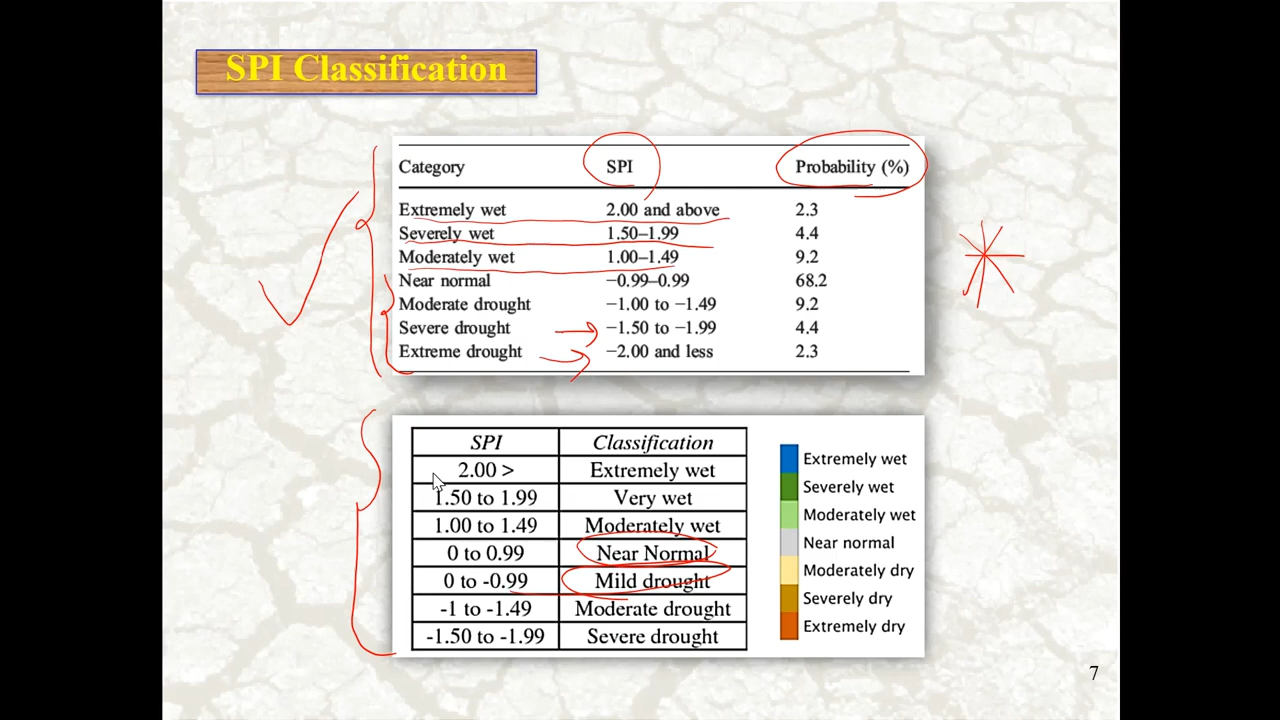 SPI Classification
Category SPI Probability (%)
Extremely wet 2.00 and above 2.3
Severely wet 1.50–1.99 4.4
Moderately wet 1.00–1.49 9.2
Near normal −0.99–0.99 68.2
Moderate drought −1.00 to −1.49 9.2
Severe drought −1.50 to −1.99 4.4
Extreme drought −2.00 and less 2.3
SPI Classification
2.00 > Extremely wet
1.50 to 1.99 Very wet
1.00 to 1.49 Moderately wet
0 to 0.99 Near Normal
0 to -0.99 Mild drought
-1 to -1.49 Moderate drought
-1.50 to -1.99 Severe drought
Extremely wet
Severely wet
Moderately wet
Near normal
Moderately dry
Severely dry
Extremely dry
7